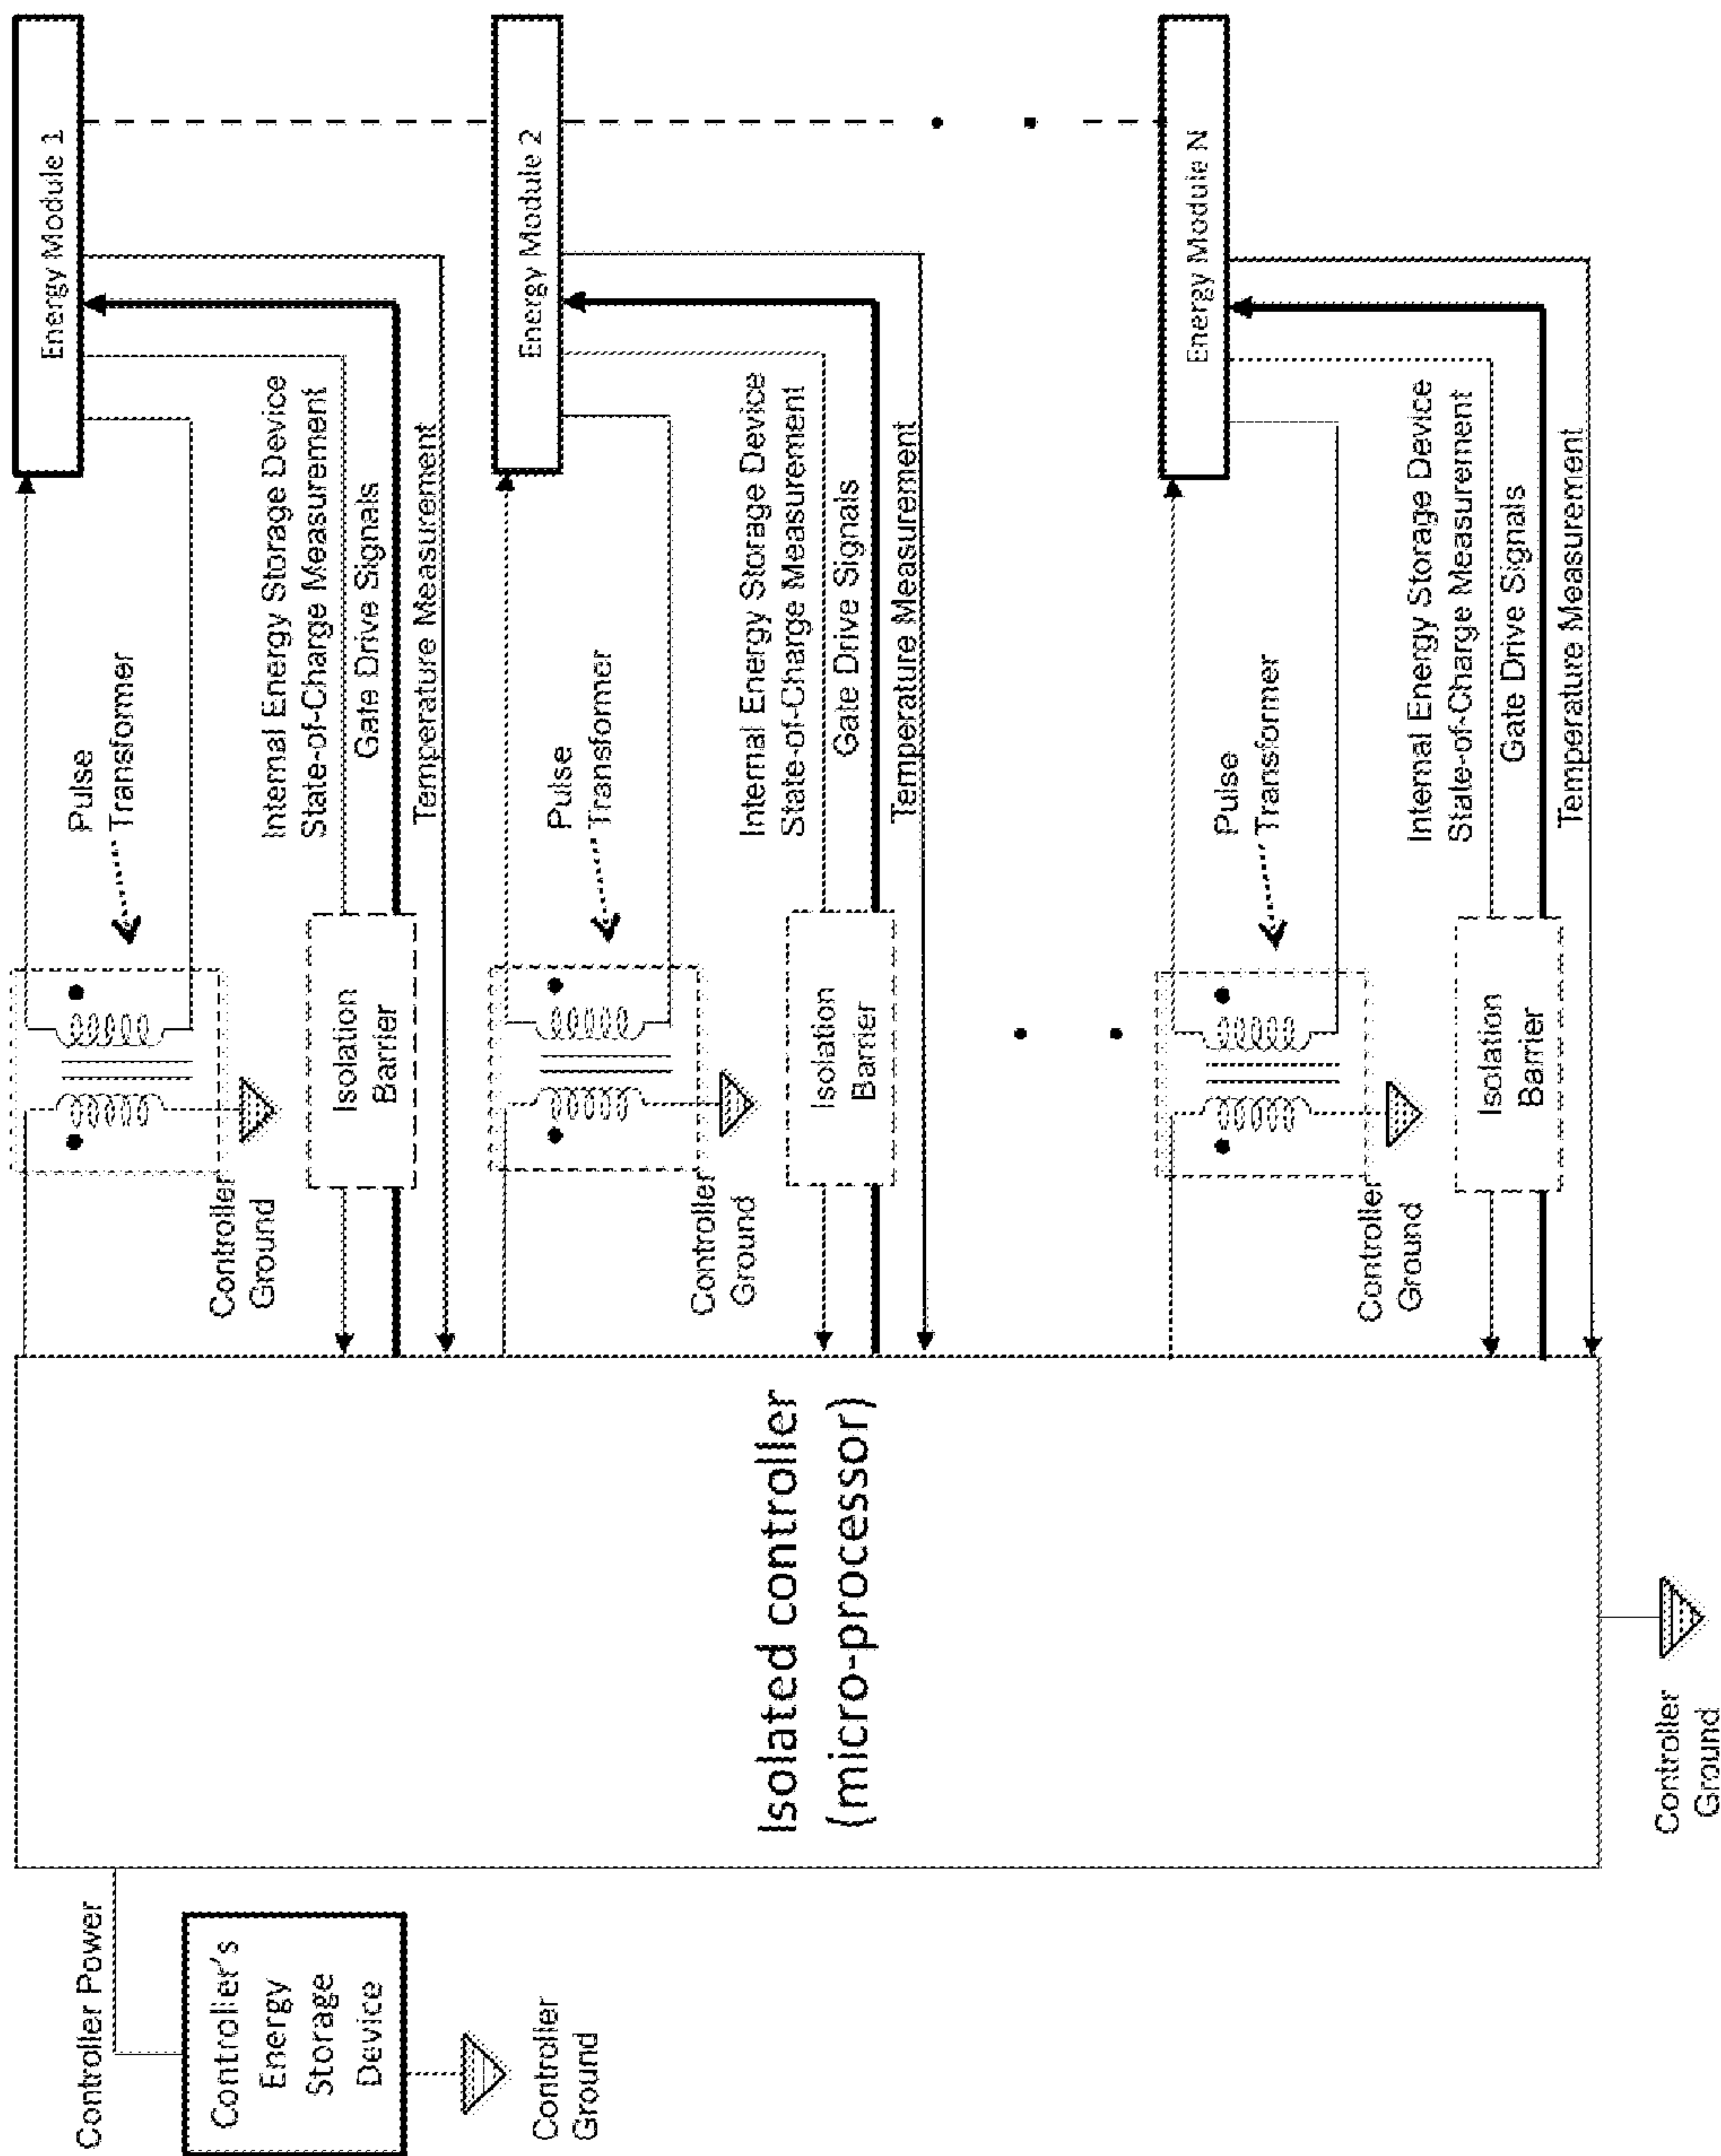 Controller Power
Controller's
Energy
Storage
Device
Controller
Ground
Isolated controller
(micro-processor)
Controller
Ground
Energy Module 1
Pulse
Transformer
Controller
Ground
Internal Energy Storage Device
State-of-Charge Measurement
Gate Drive Signals
Isolation
Barrier
Temperature Measurement
Energy Module 2
Pulse
Transformer
Controller
Ground
Internal Energy Storage Device
State-of-Charge Measurement
Gate Drive Signals
Isolation
Barrier
Temperature Measurement
Energy Module N
Pulse
Transformer
Controller
Ground
Internal Energy Storage Device
State-of-Charge Measurement
Gate Drive Signals
Isolation
Barrier
Temperature Measurement